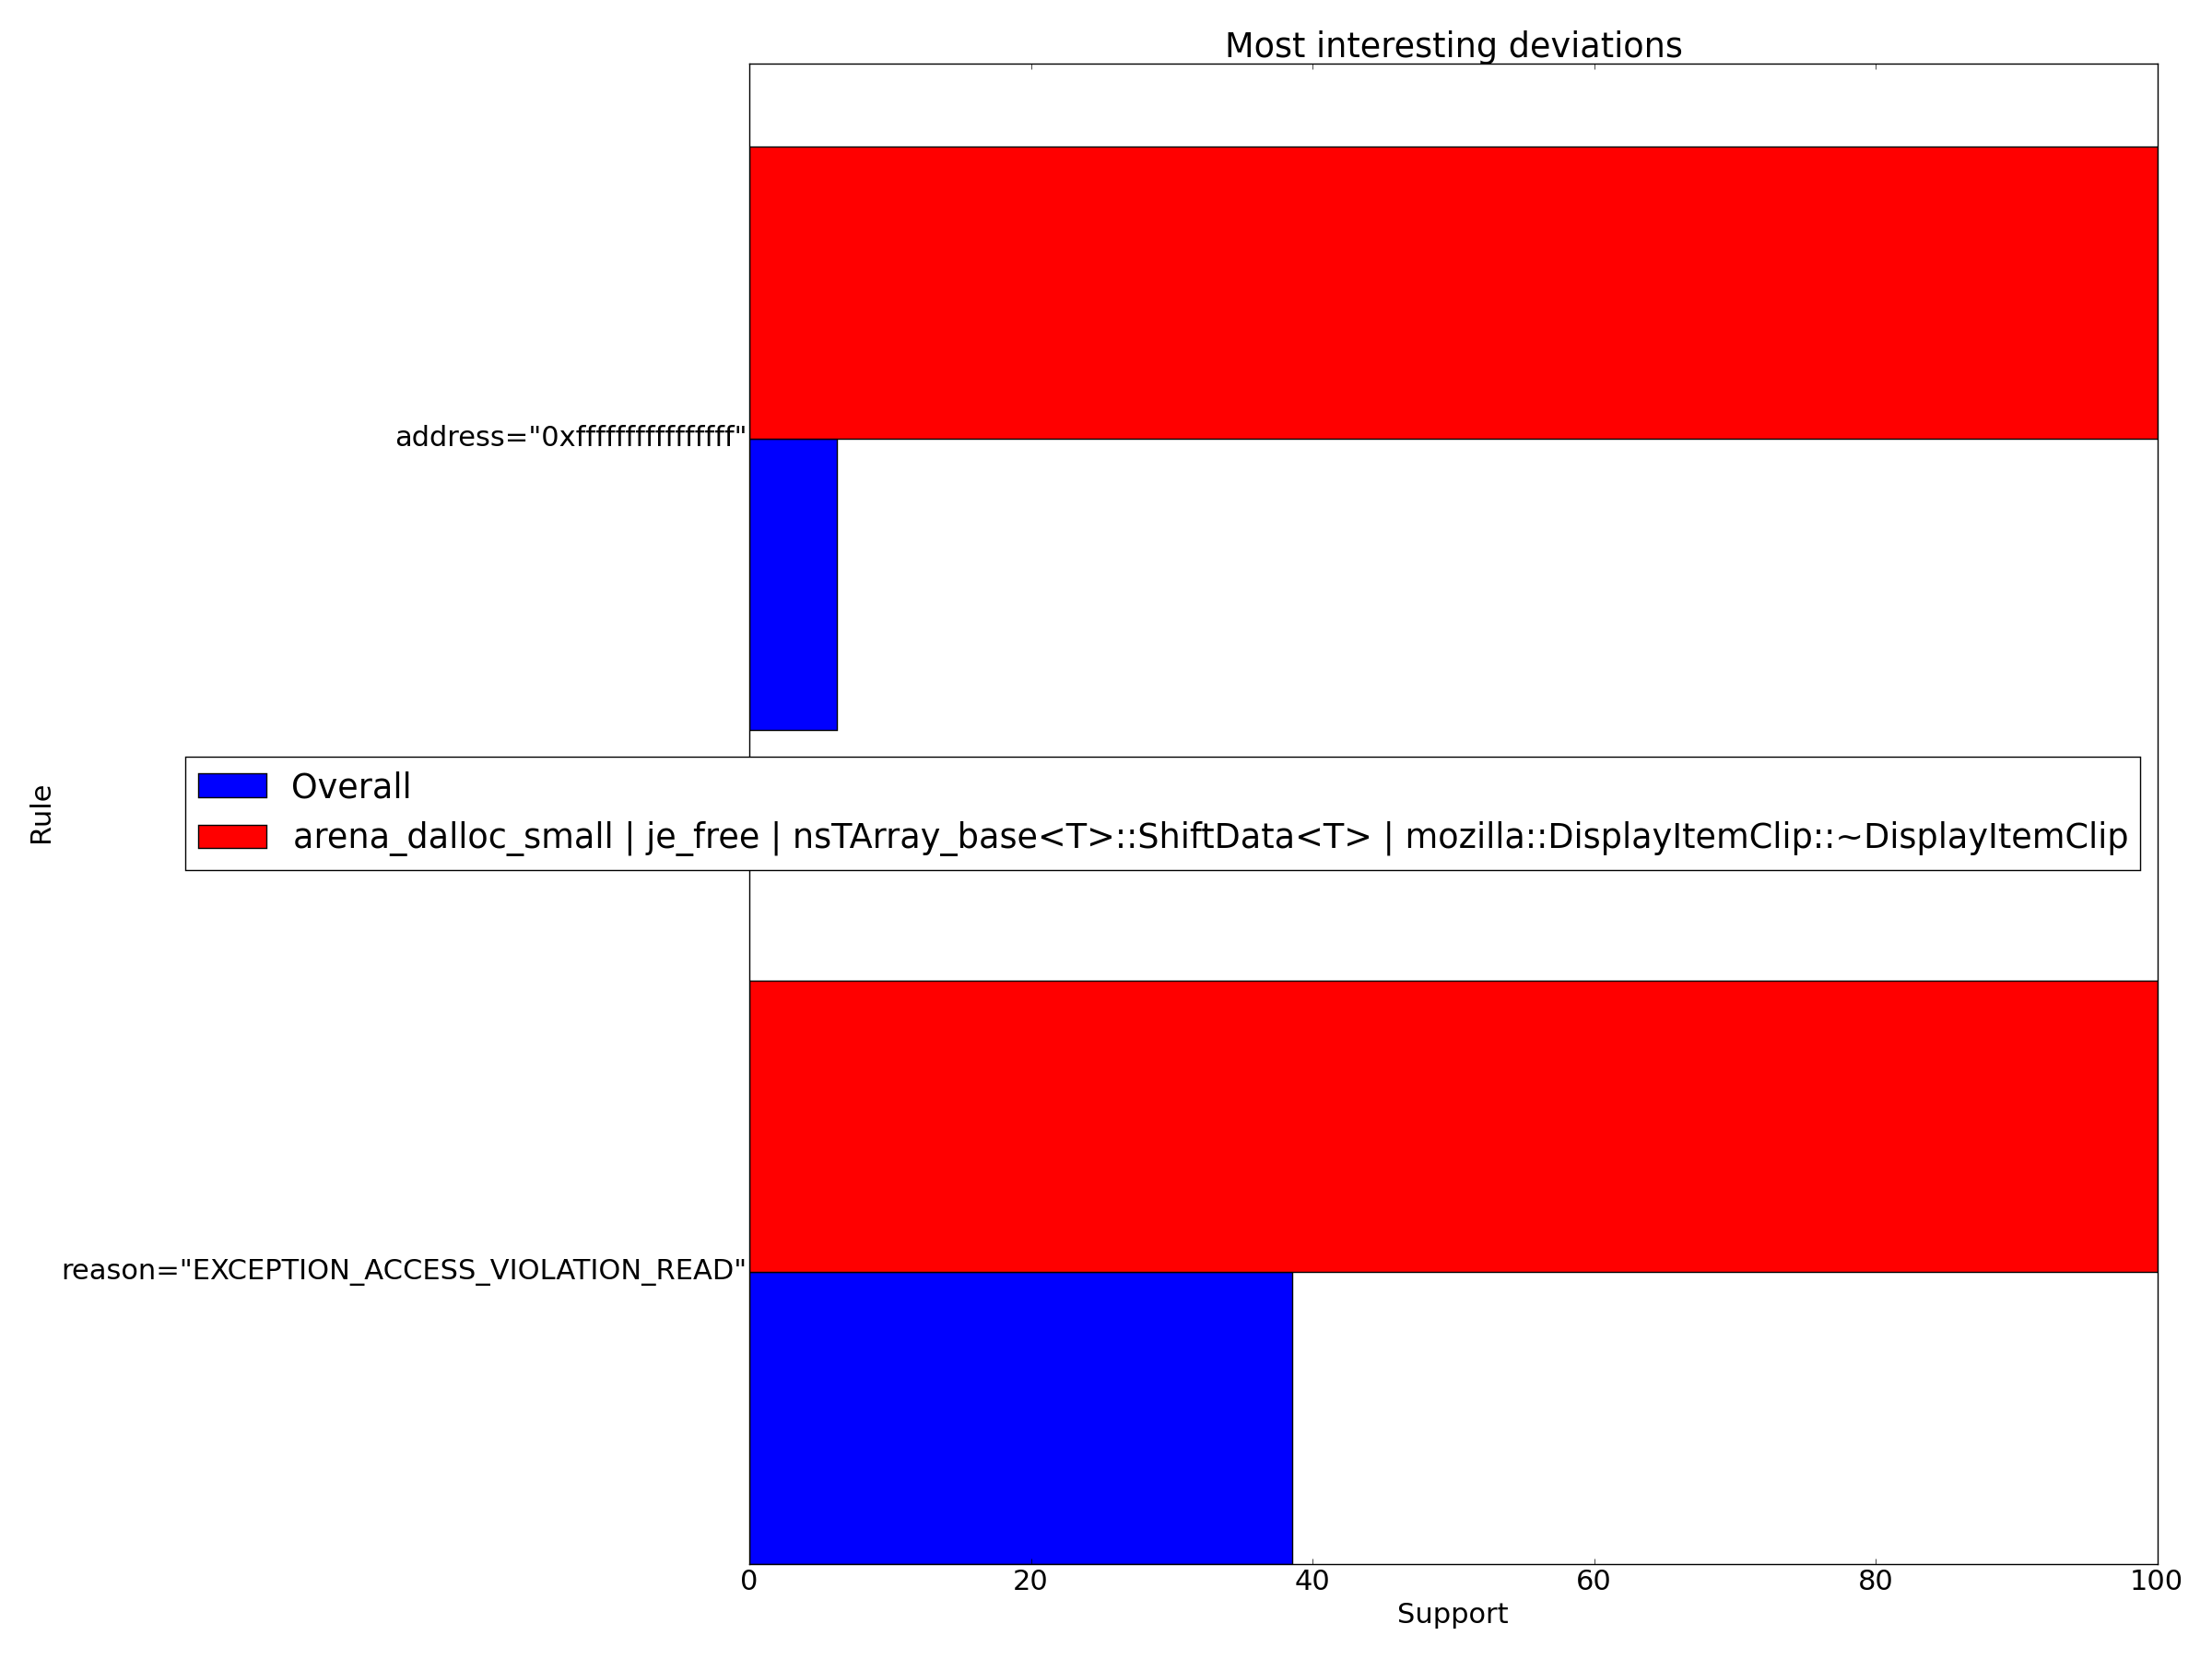 Most interesting deviations
address="0xffffffffffffffff"
Rule
Overall
arena_dalloc_small | je_free | nsTArray_base<T>::ShiftData<T> | mozilla::DisplayItemClip::~DisplayItemClip
reason="EXCEPTION_ACCESS_VIOLATION_READ"
0 20 40 60 80 100
Support